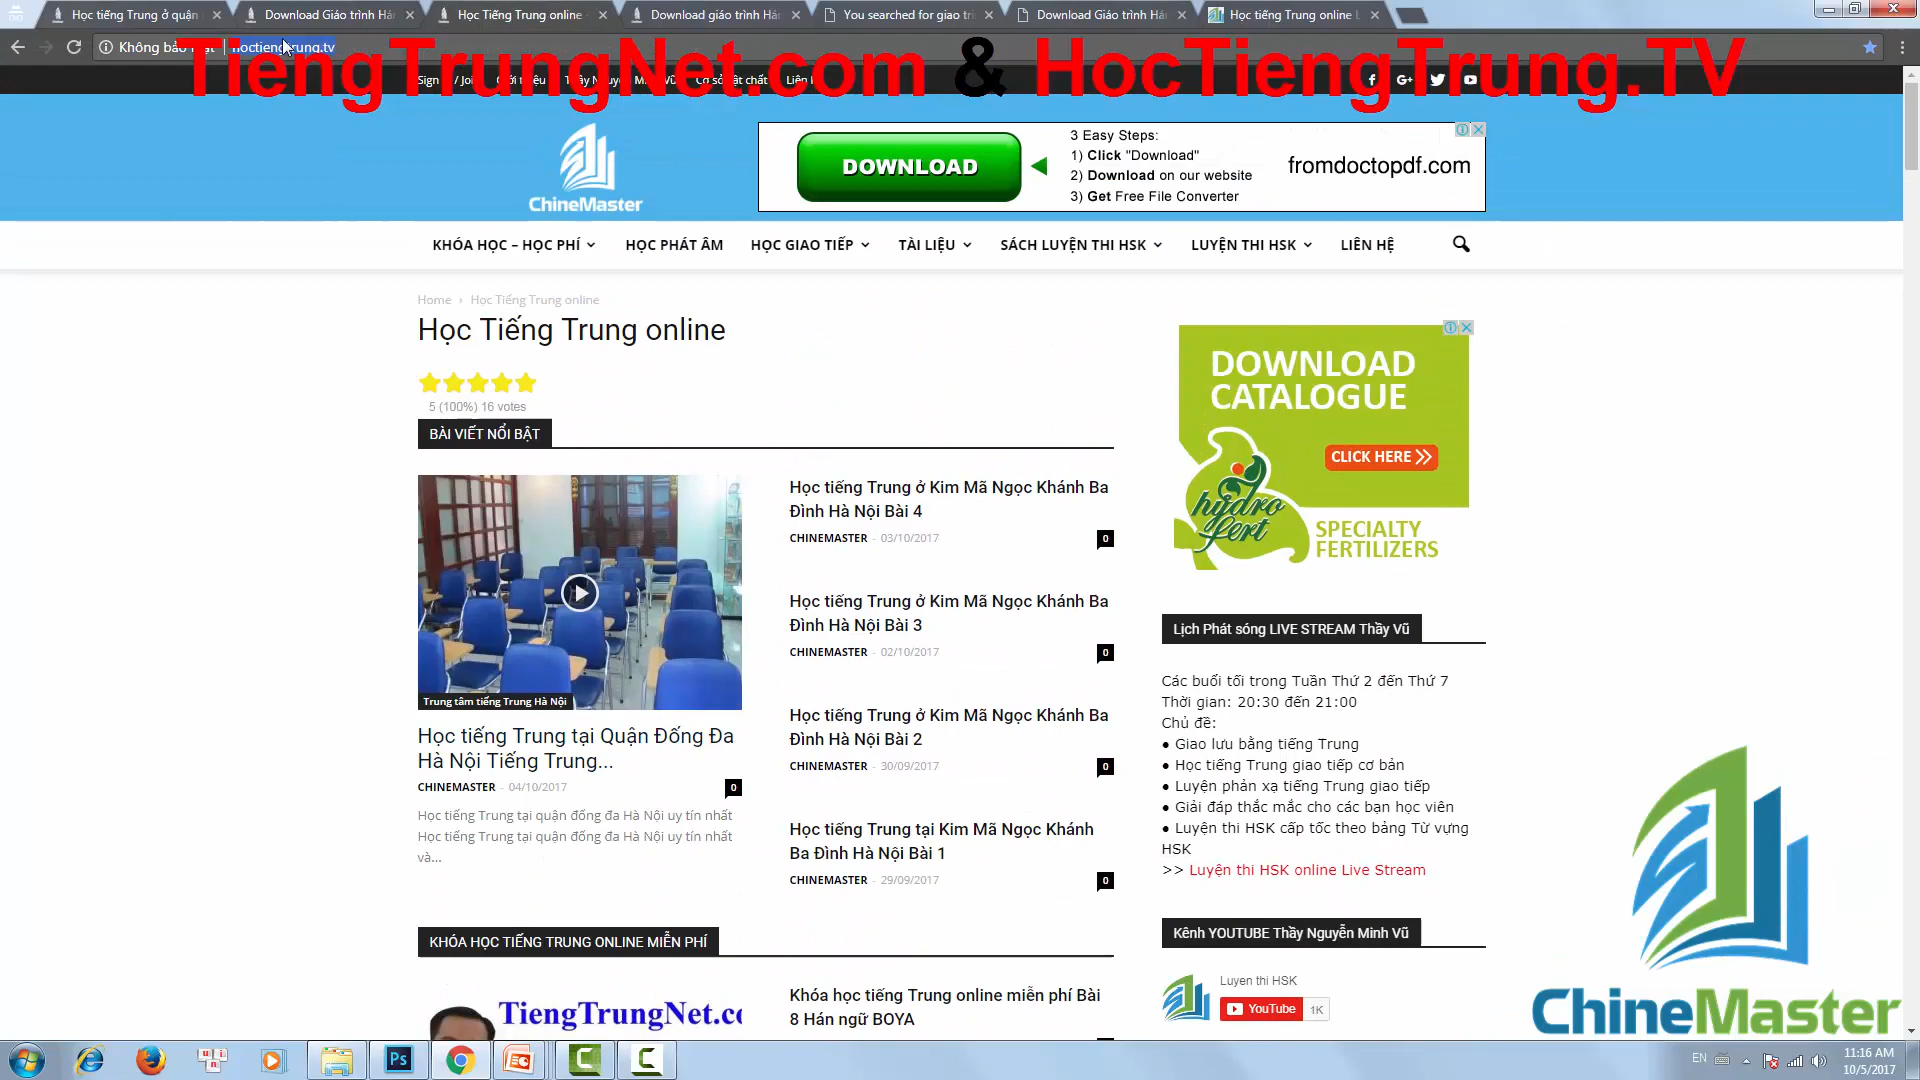 Học tiếng Trung ở quận
Download Giáo trình Há
Học Tiếng Trung online
Download giáo trình Há
You searched for giao tr
Download Giáo trình Há
Học tiếng Trung online L
Không bảo mật | hoctiengtrung.tv
TiengTrungNet.com & HocTiengTrung.TV
ChineMaster
DOWNLOAD
3 Easy Steps:
1) Click "Download"
2) Download on our website
3) Get Free File Converter
fromdoctopdf.com
KHÓA HỌC – HỌC PHÍ
HỌC PHÁT ÂM
HỌC GIAO TIẾP
TÀI LIỆU
SÁCH LUYỆN THI HSK
LUYỆN THI HSK
LIÊN HỆ
Home › Học Tiếng Trung online
Học Tiếng Trung online
5 (100%) 16 votes
BÀI VIẾT NỔI BẬT
Trung tâm tiếng Trung Hà Nội
Học tiếng Trung tại Quận Đống Đa
Hà Nội Tiếng Trung...
CHINEMASTER - 04/10/2017
0
Học tiếng Trung tại quận đống đa Hà Nội uy tín nhất
Học tiếng Trung tại quận đống đa Hà Nội uy tín nhất
và...
Học tiếng Trung ở Kim Mã Ngọc Khánh Ba
Đình Hà Nội Bài 4
CHINEMASTER - 03/10/2017
0
Học tiếng Trung ở Kim Mã Ngọc Khánh Ba
Đình Hà Nội Bài 3
CHINEMASTER - 02/10/2017
0
Học tiếng Trung ở Kim Mã Ngọc Khánh Ba
Đình Hà Nội Bài 2
CHINEMASTER - 30/09/2017
0
Học tiếng Trung tại Kim Mã Ngọc Khánh
Ba Đình Hà Nội Bài 1
CHINEMASTER - 29/09/2017
0
KHÓA HỌC TIẾNG TRUNG ONLINE MIỄN PHÍ
TiengTrungNet.c
Khóa học tiếng Trung online miễn phí Bài
8 Hán ngữ BOYA
DOWNLOAD
CATALOGUE
CLICK HERE
hydro
fert
SPECIALTY
FERTILIZERS
Lịch Phát sóng LIVE STREAM Thầy Vũ
Các buổi tối trong Tuần Thứ 2 đến Thứ 7
Thời gian: 20:30 đến 21:00
Chủ đề:
● Giao lưu bằng tiếng Trung
● Học tiếng Trung giao tiếp cơ bản
● Luyện phản xạ tiếng Trung giao tiếp
● Giải đáp thắc mắc cho các bạn học viên
● Luyện thi HSK cấp tốc theo bảng Từ vựng
HSK
>> Luyện thi HSK online Live Stream
Kênh YOUTUBE Thầy Nguyễn Minh Vũ
Luyen thi HSK
YouTube 1K
ChineMaster
EN
11:16 AM
10/5/2017